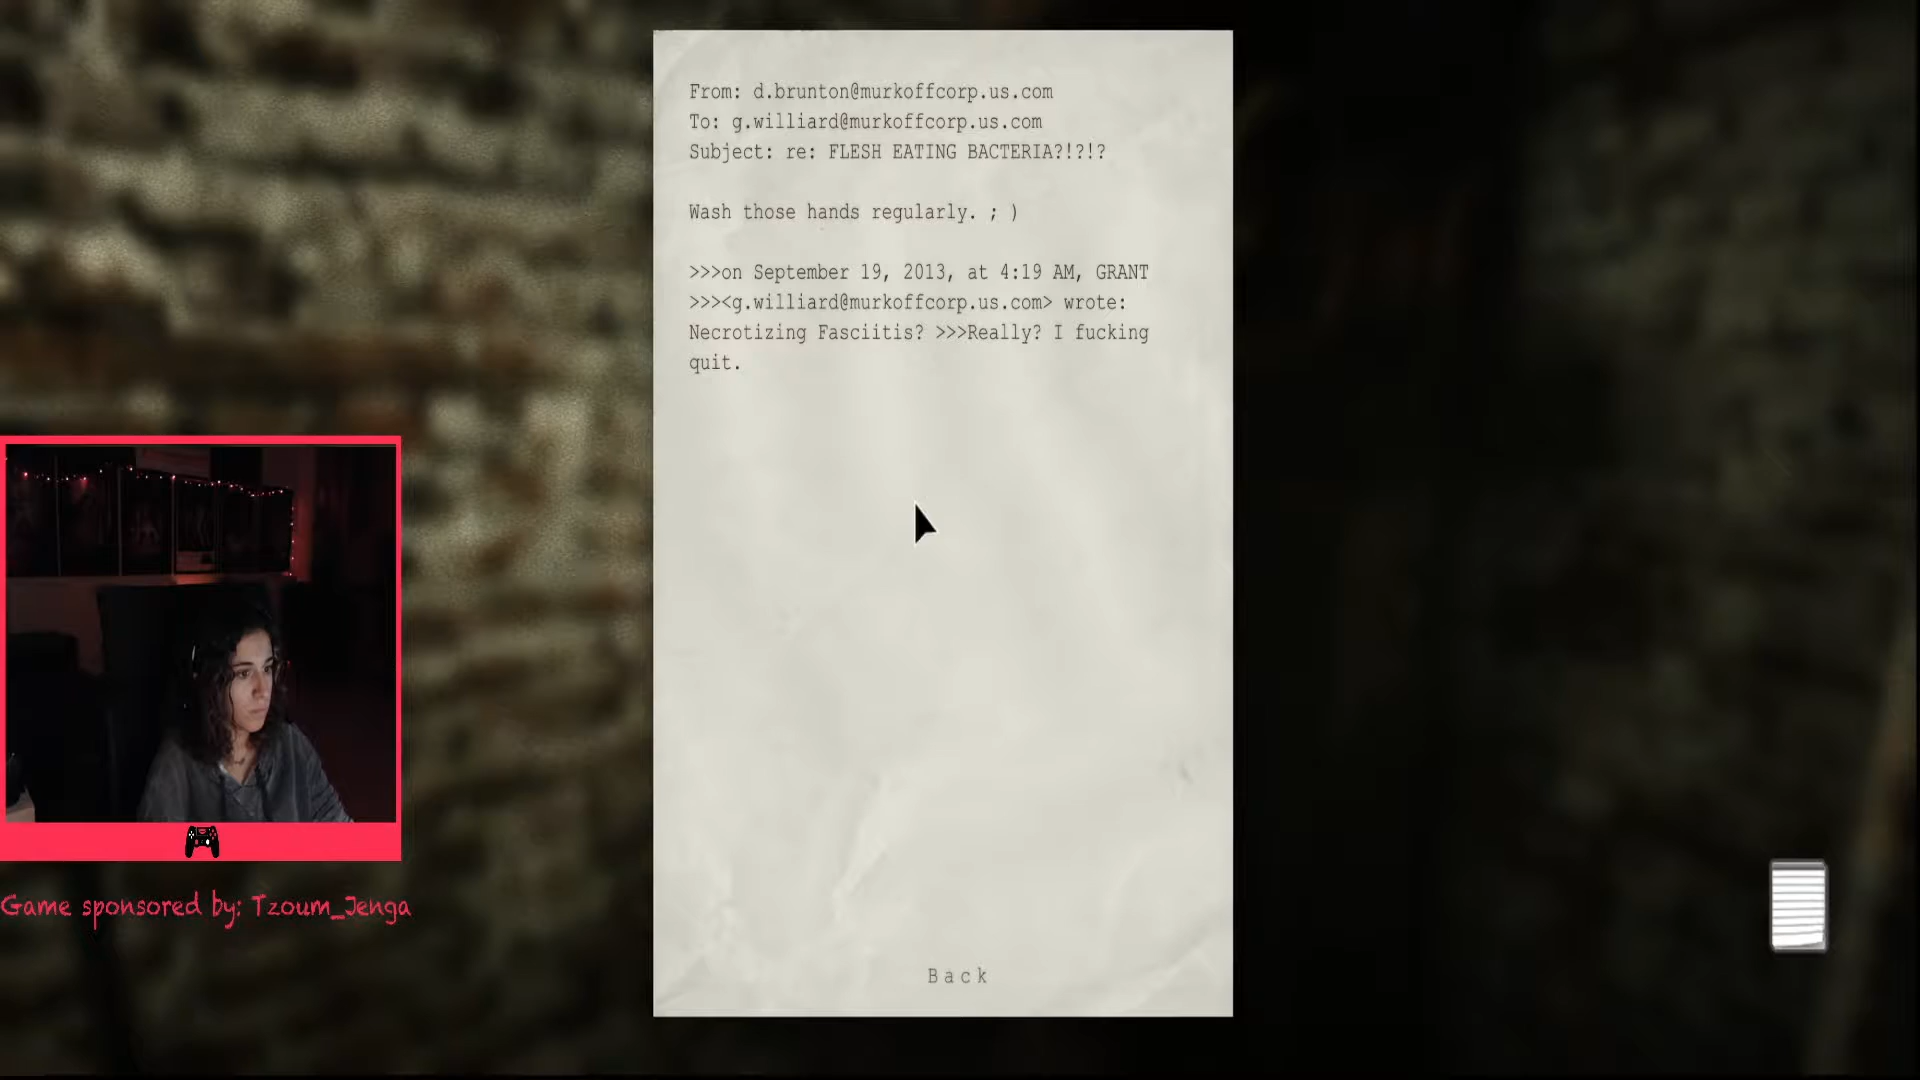 From: d.brunton@murkoffcorp.us.com
To: g.williard@murkoffcorp.us.com
Subject: re: FLESH EATING BACTERIA?!?!?
Wash those hands regularly. ; )
>>>on September 19, 2013, at 4:19 AM, GRANT
>>><g.williard@murkoffcorp.us.com> wrote:
Necrotizing Fasciitis? >>>Really? I fucking
quit.
Back
Game sponsored by: Tzoum_Jenga